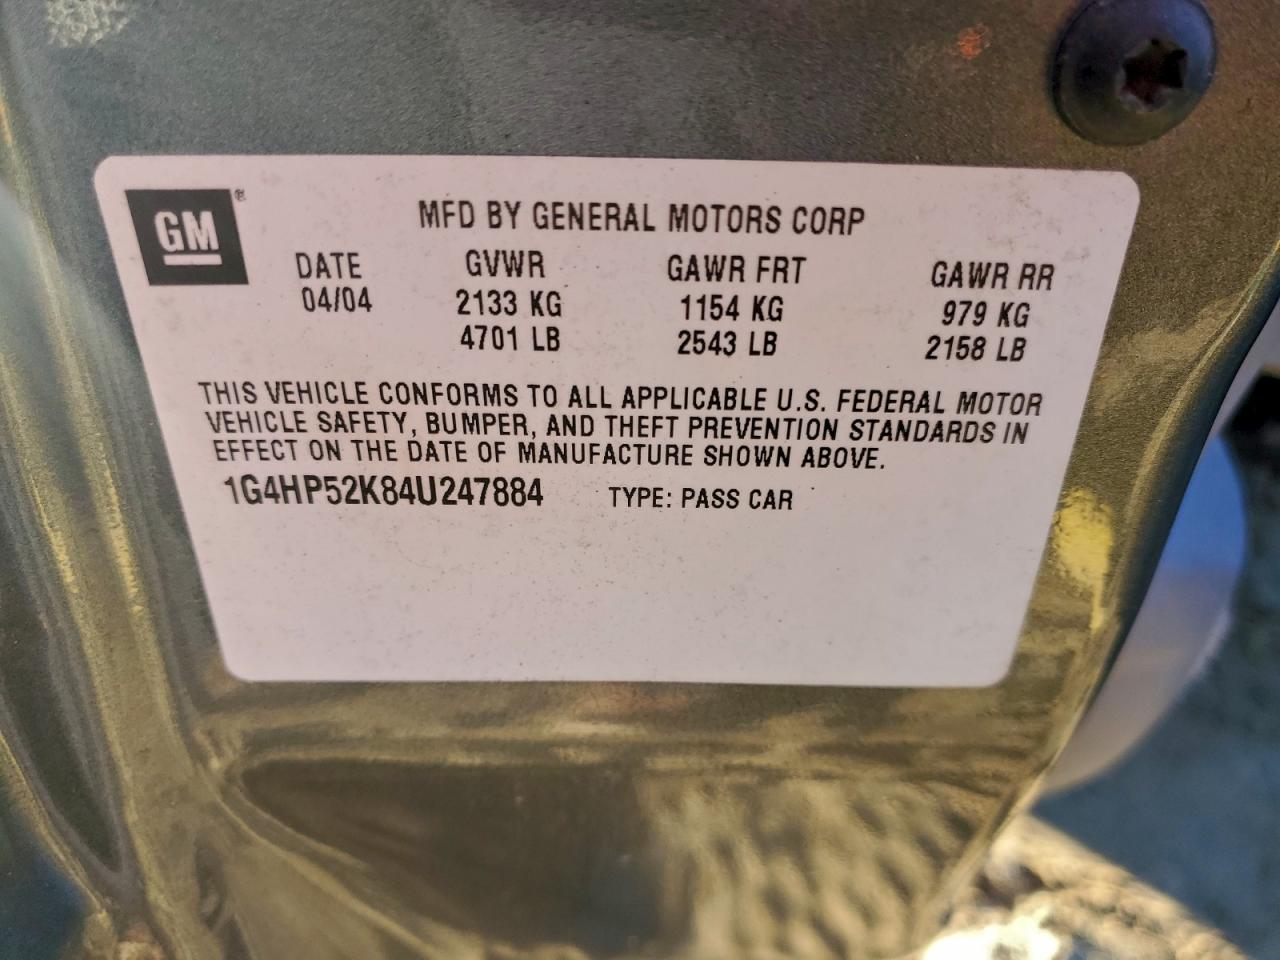 GM®
MFD BY GENERAL MOTORS CORP
DATE GVWR GAWR FRT GAWR RR
04/04 2133 KG 1154 KG 979 KG
4701 LB 2543 LB 2158 LB
THIS VEHICLE CONFORMS TO ALL APPLICABLE U.S. FEDERAL MOTOR
VEHICLE SAFETY, BUMPER, AND THEFT PREVENTION STANDARDS IN
EFFECT ON THE DATE OF MANUFACTURE SHOWN ABOVE.
1G4HP52K84U247884 TYPE: PASS CAR